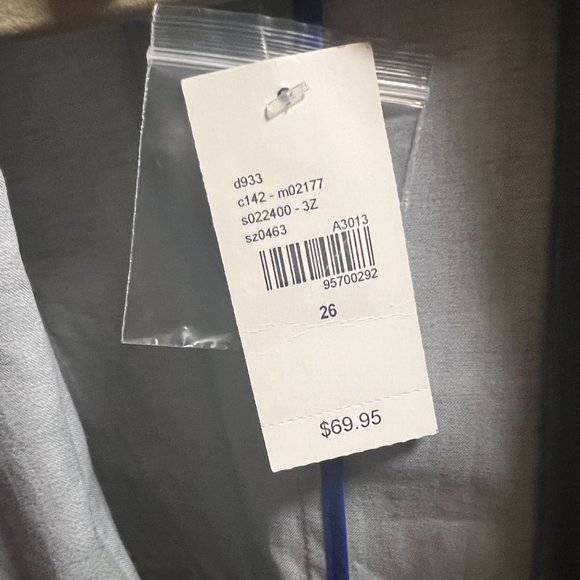 d933
c142 - m02177
s022400 - 3Z
sz0463
A3013
95700292
26
$69.95